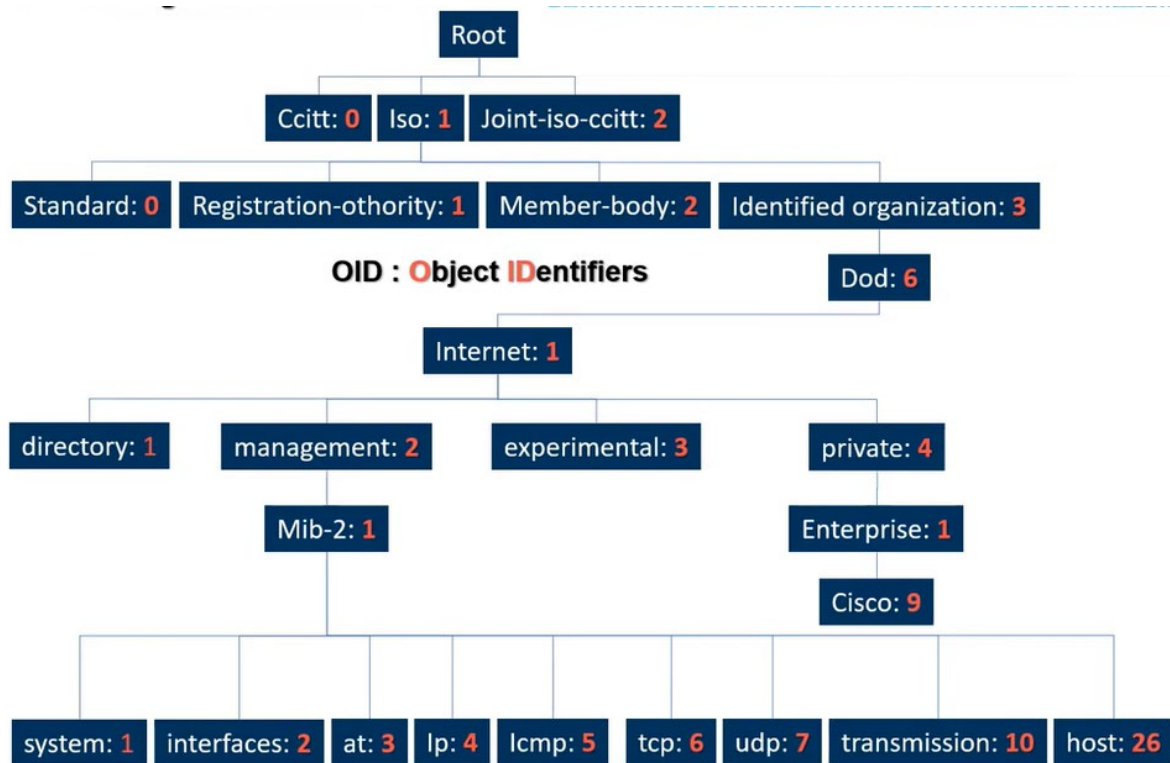 Root
Ccitt: 0 Iso: 1 Joint-iso-ccitt: 2
Standard: 0 Registration-othority: 1 Member-body: 2 Identified organization: 3
OID : Object IDentifiers
Dod: 6
Internet: 1
directory: 1 management: 2 experimental: 3 private: 4
Mib-2: 1 Enterprise: 1
Cisco: 9
system: 1 interfaces: 2 at: 3 Ip: 4 Icmp: 5 tcp: 6 udp: 7 transmission: 10 host: 26